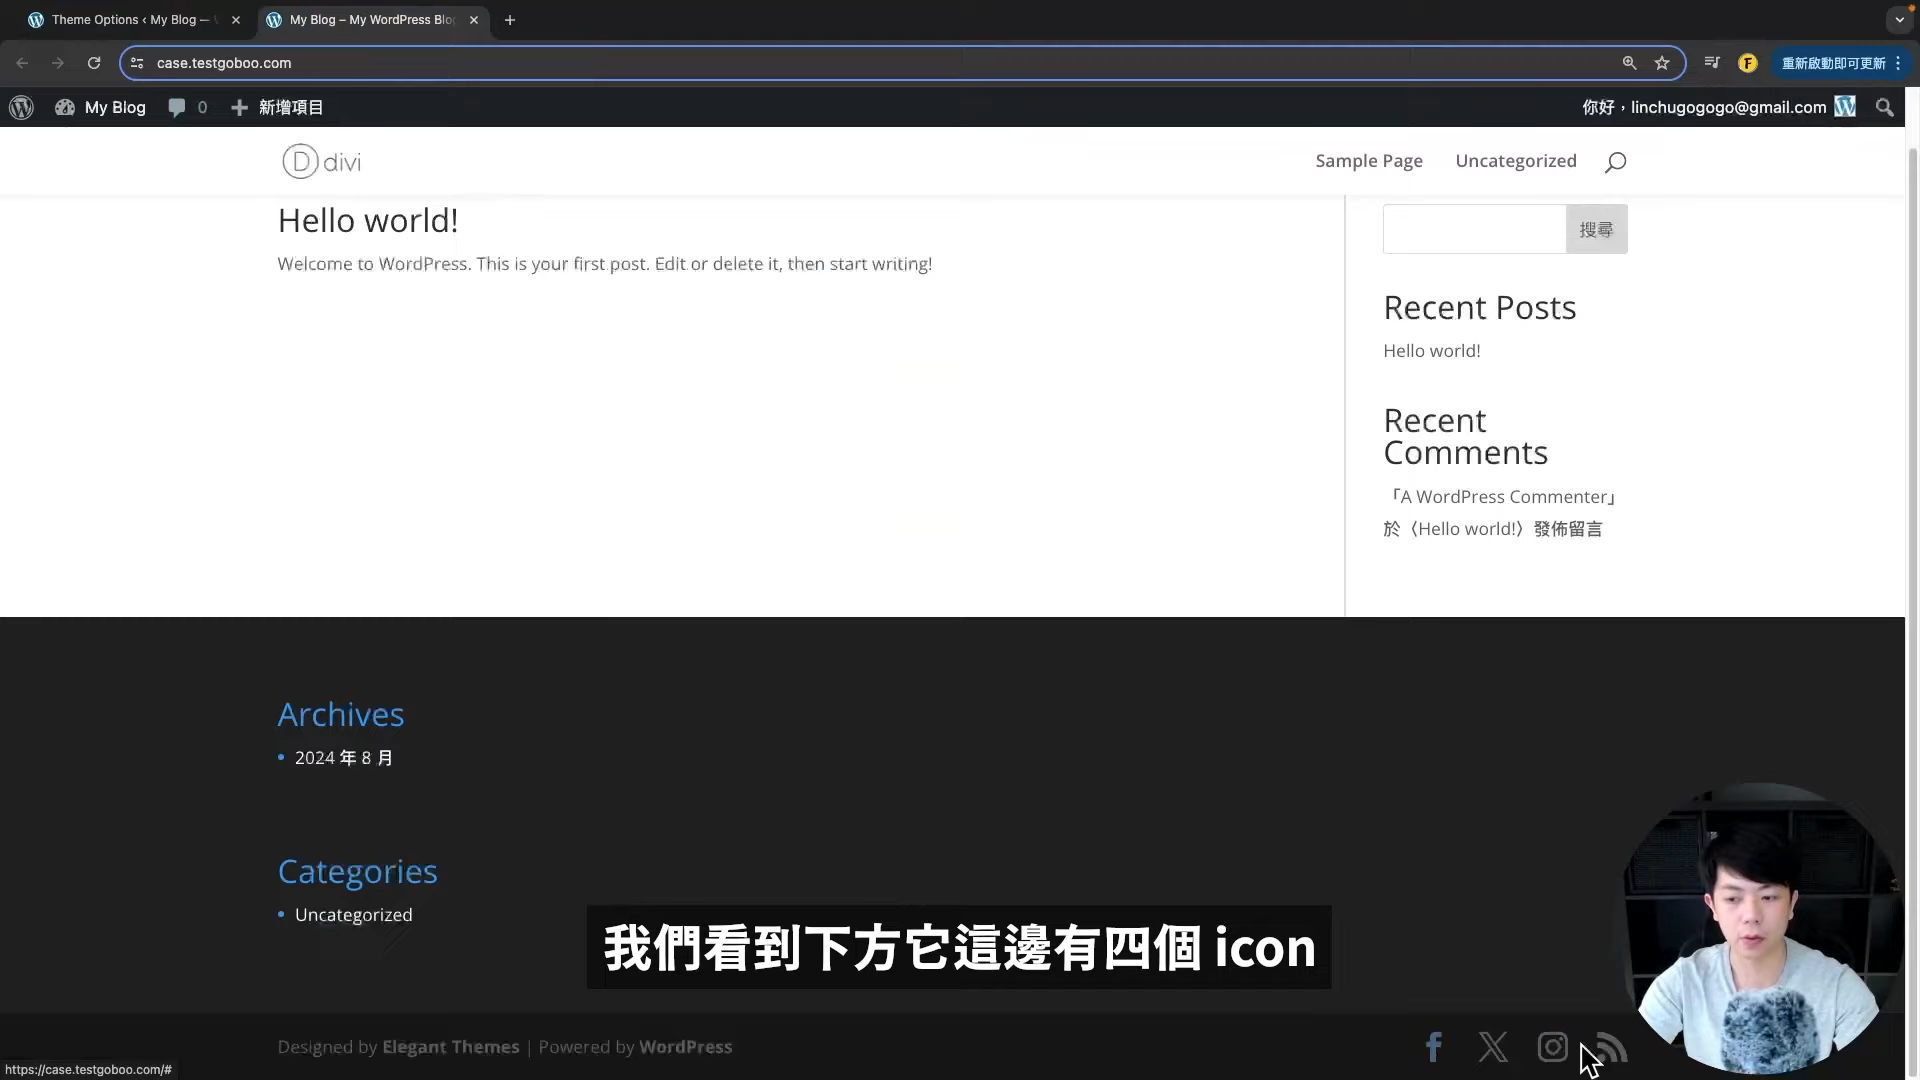 Theme Options ‹ My Blog —
My Blog – My WordPress Blo
case.testgoboo.com
重新啟動即可更新
My Blog
0
新增項目
你好，linchugogogo@gmail.com
D divi
Sample Page
Uncategorized
Hello world!
Welcome to WordPress. This is your first post. Edit or delete it, then start writing!
搜尋
Recent Posts
Hello world!
Recent
Comments
「A WordPress Commenter」
於〈Hello world!〉發佈留言
Archives
2024 年 8 月
Categories
Uncategorized
我們看到下方它這邊有四個 icon
Designed by Elegant Themes | Powered by WordPress
https://case.testgoboo.com/#